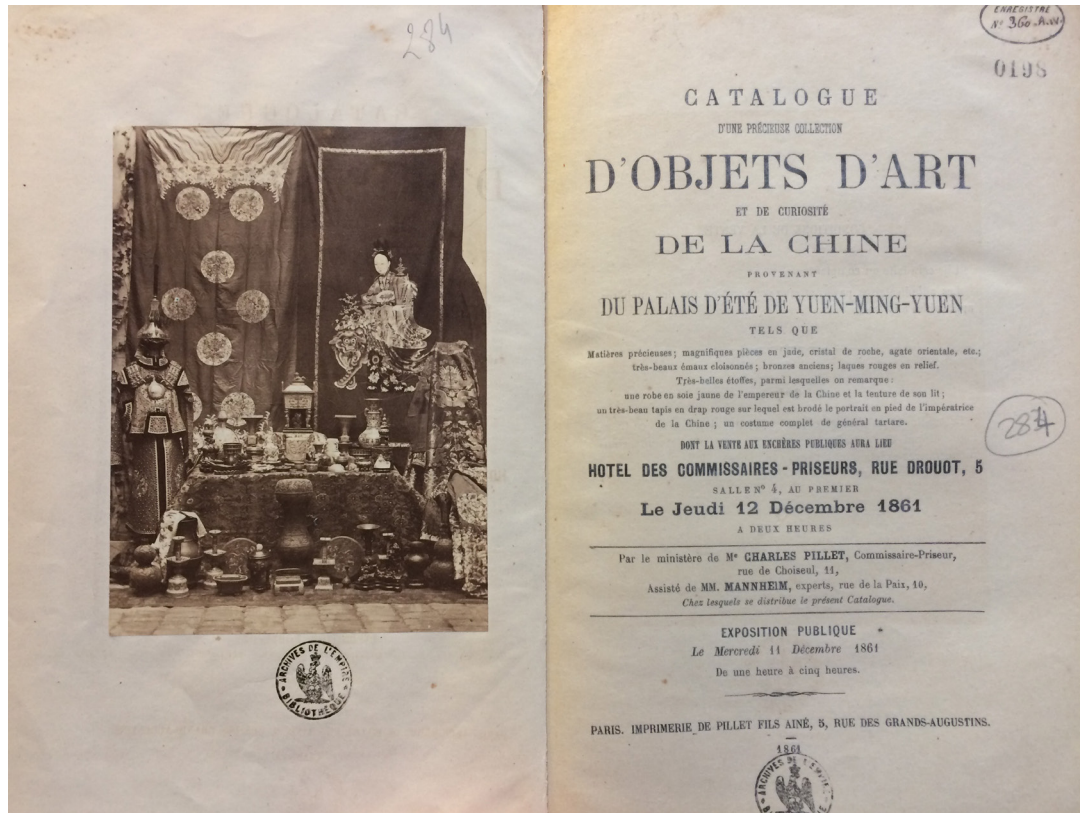 284
ARCHIVES DE L'EMPIRE
BIBLIOTHÈQUE
ENREGISTRÉ
Nº 360
0198
CATALOGUE
D'UNE PRÉCIEUSE COLLECTION
D'OBJETS D'ART
ET DE CURIOSITÉ
DE LA CHINE
PROVENANT
DU PALAIS D'ÉTÉ DE YUEN-MING-YUEN
TELS QUE
Matières précieuses; magnifiques pièces en jade, cristal de roche, agate orientale, etc.;
très-beaux émaux cloisonnés; bronzes anciens; laques rouges en relief.
Très-belles étoffes, parmi lesquelles on remarque:
une robe en soie jaune de l'empereur de la Chine et la tenture de son lit;
un très-beau tapis en drap rouge sur lequel est brodé le portrait en pied de l'impératrice
de la Chine; un costume complet de général tartare.
DONT LA VENTE AUX ENCHÈRES PUBLIQUES AURA LIEU
HOTEL DES COMMISSAIRES-PRISEURS, RUE DROUOT, 5
SALLE Nº 4, AU PREMIER
Le Jeudi 12 Décembre 1861
A DEUX HEURES
Par le ministère de Me CHARLES PILLET, Commissaire-Priseur,
rue de Choiseul, 11,
Assisté de MM. MANNHEIM, experts, rue de la Paix, 10,
Chez lesquels se distribue le présent Catalogue.
EXPOSITION PUBLIQUE
Le Mercredi 11 Décembre 1861
De une heure à cinq heures.
PARIS. IMPRIMERIE DE PILLET FILS AINÉ, 5, RUE DES GRANDS-AUGUSTINS.
1861
ARCHIVES DE L'EMPIRE